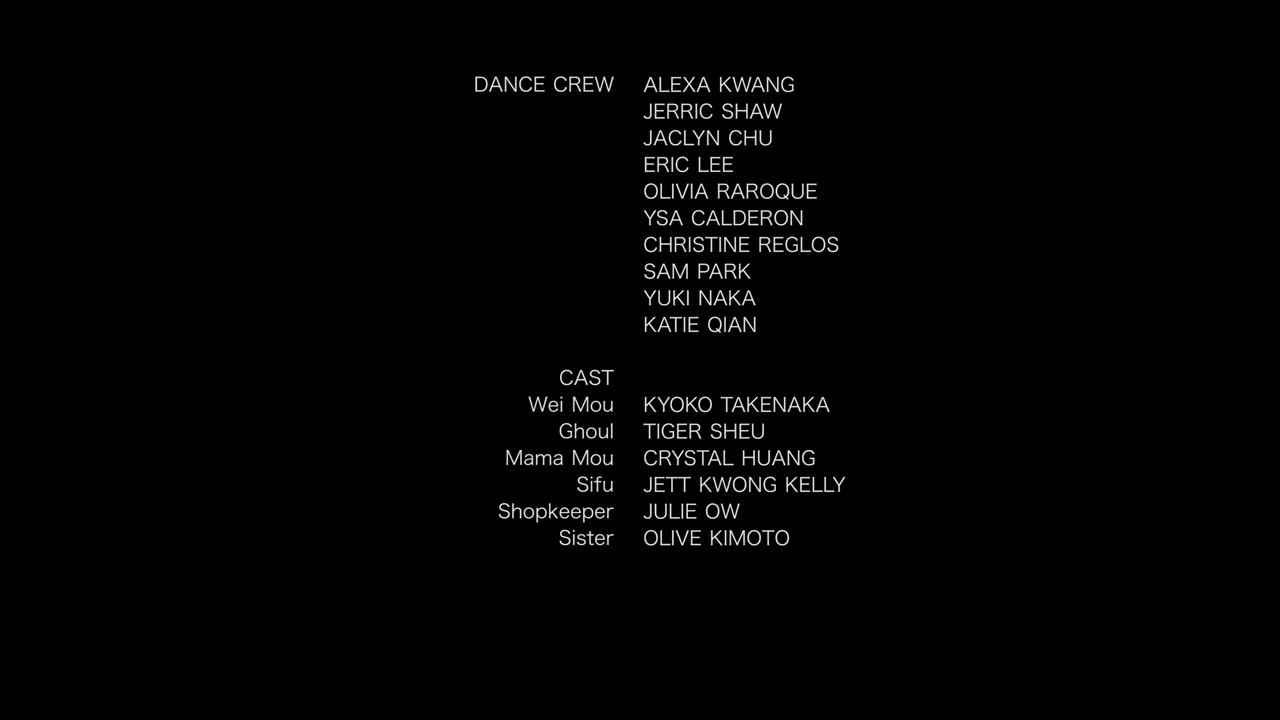 DANCE CREW ALEXA KWANG
JERRIC SHAW
JACLYN CHU
ERIC LEE
OLIVIA RAROQUE
YSA CALDERON
CHRISTINE REGLOS
SAM PARK
YUKI NAKA
KATIE QIAN
CAST
Wei Mou KYOKO TAKENAKA
Ghoul TIGER SHEU
Mama Mou CRYSTAL HUANG
Sifu JETT KWONG KELLY
Shopkeeper JULIE OW
Sister OLIVE KIMOTO